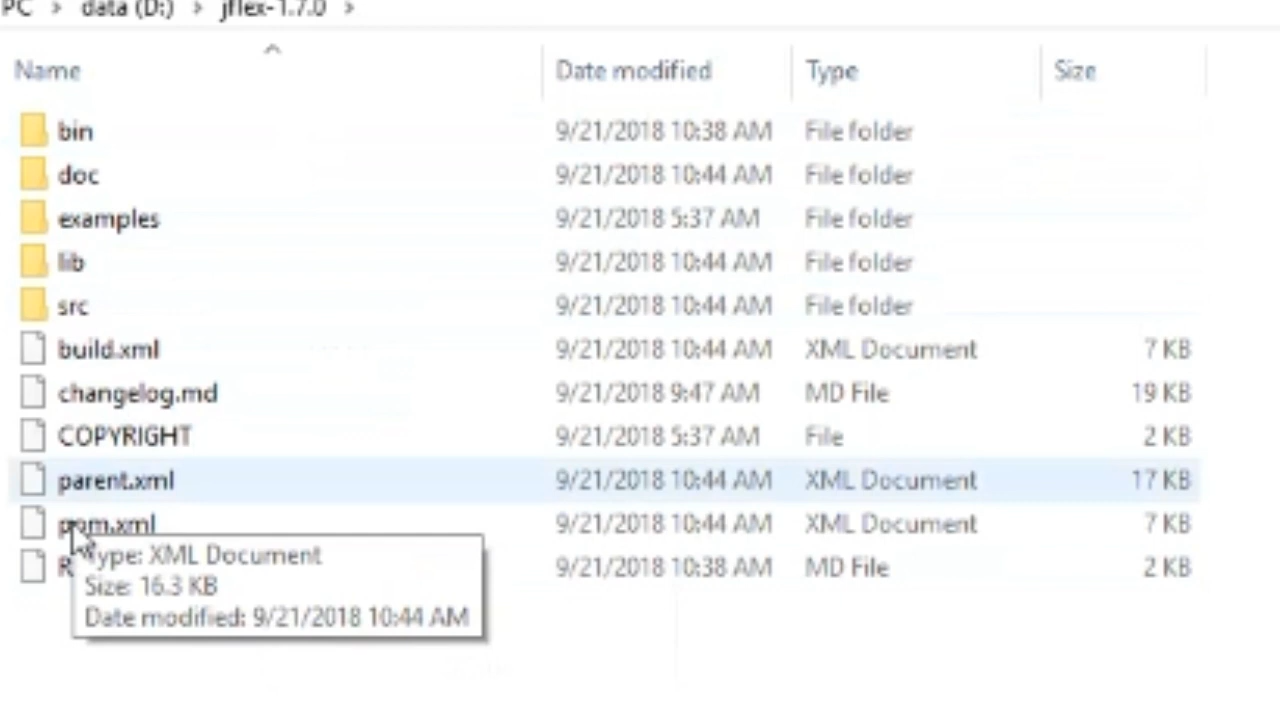 PC > data (D:) > jflex-1.7.0 >
Name Date modified Type Size
bin 9/21/2018 10:38 AM File folder
doc 9/21/2018 10:44 AM File folder
examples 9/21/2018 5:37 AM File folder
lib 9/21/2018 10:44 AM File folder
src 9/21/2018 10:44 AM File folder
build.xml 9/21/2018 10:44 AM XML Document 7 KB
changelog.md 9/21/2018 9:47 AM MD File 19 KB
COPYRIGHT 9/21/2018 5:37 AM File 2 KB
parent.xml 9/21/2018 10:44 AM XML Document 17 KB
pom.xml 9/21/2018 10:44 AM XML Document 7 KB
R 9/21/2018 10:38 AM MD File 2 KB
Type: XML Document
Size: 16.3 KB
Date modified: 9/21/2018 10:44 AM